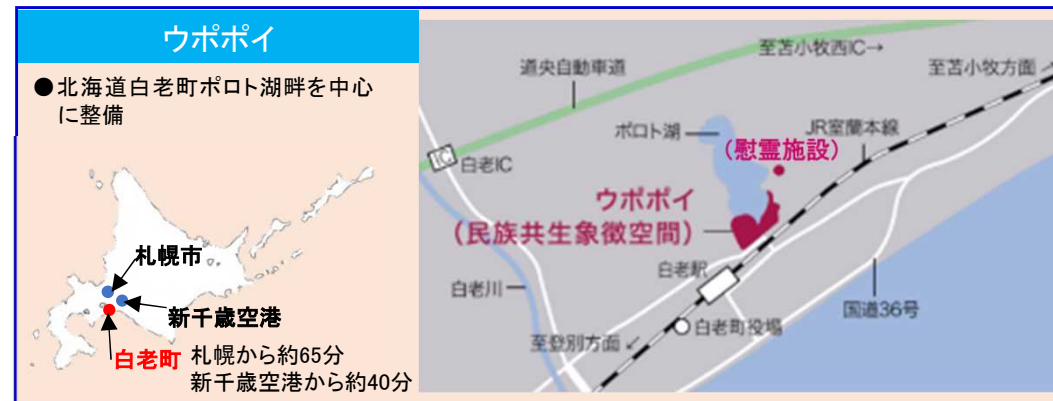 ウポポイ
●北海道白老町ポロト湖畔を中心
に整備
札幌市
新千歳空港
白老町
札幌から約65分
新千歳空港から約40分
至苫小牧西IC→
道央自動車道
至苫小牧方面→
ポロト湖
JR室蘭本線
(慰霊施設)
IC
白老IC
ウポポイ
(民族共生象徴空間)
白老駅
白老川
国道36号
白老町役場
至登別方面↙